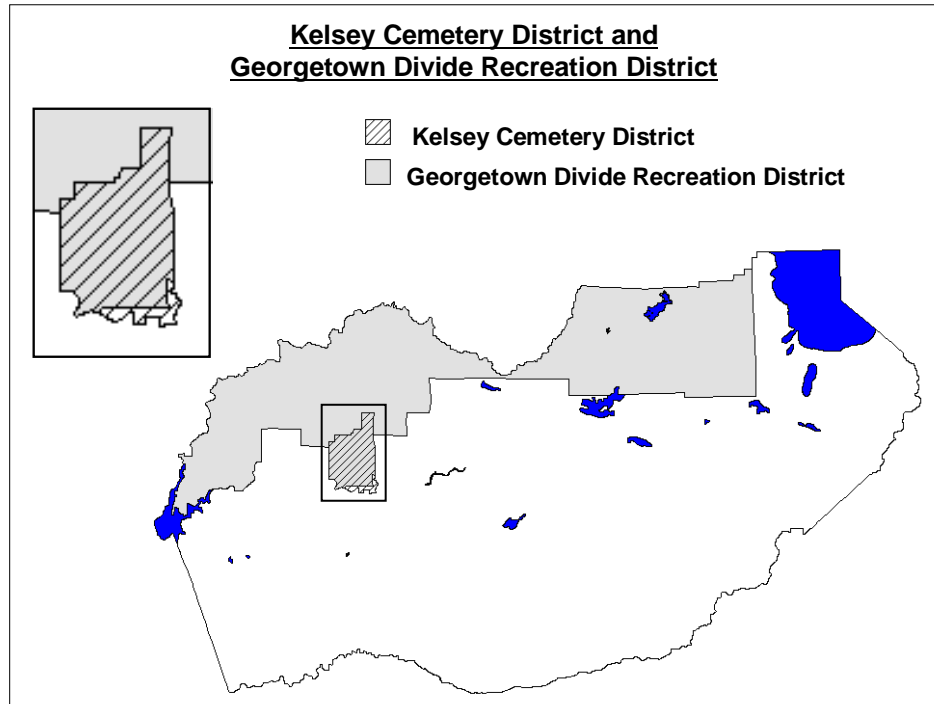 Kelsey Cemetery District and
Georgetown Divide Recreation District
Kelsey Cemetery District
Georgetown Divide Recreation District